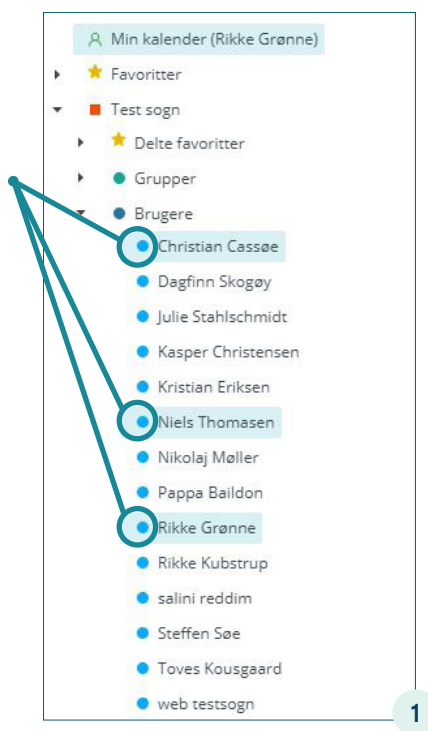 Min kalender (Rikke Grønne)
Favoritter
Test sogn
Delte favoritter
Grupper
Brugere
Christian Cassøe
Dagfinn Skogøy
Julie Stahlschmidt
Kasper Christensen
Kristian Eriksen
Niels Thomasen
Nikolaj Møller
Pappa Baildon
Rikke Grønne
Rikke Kubstrup
salini reddim
Steffen Søe
Toves Kousgaard
web testsogn
1